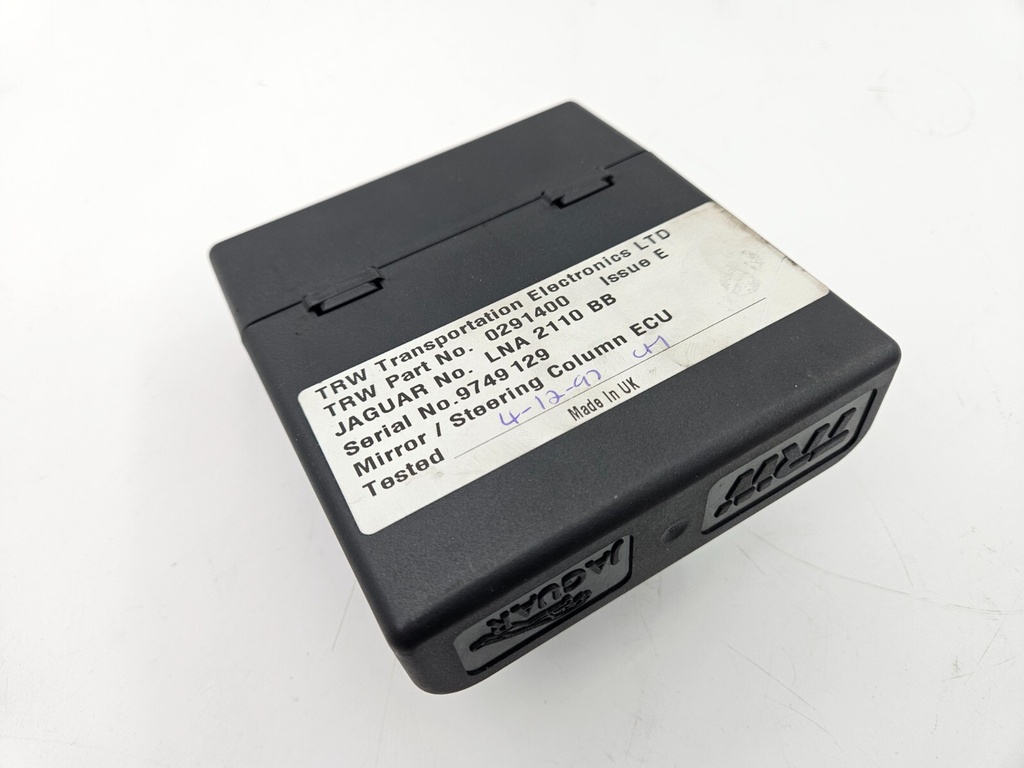 TRW Transportation Electronics LTD
TRW Part No. 0291400 Issue E
JAGUAR No. LNA 2110 BB
Serial No.9749129
Mirror / Steering Column ECU
Tested 4-12-97
Made In UK
JAGUAR
TRW